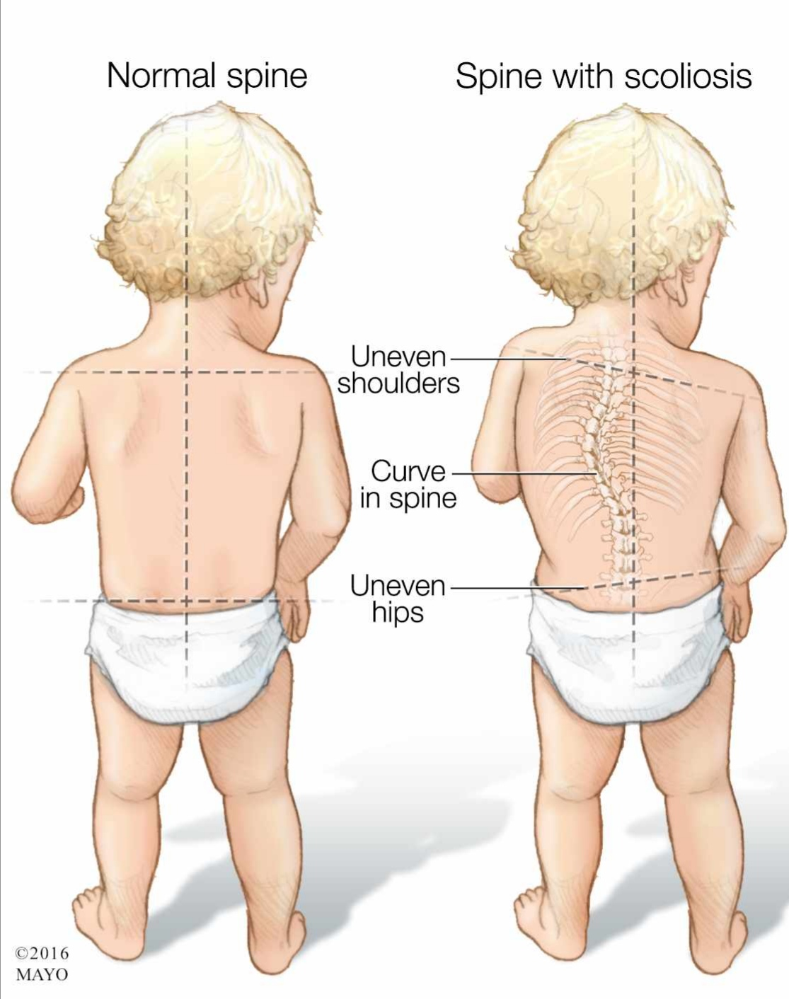 Normal spine
Spine with scoliosis
Uneven
shoulders
Curve
in spine
Uneven
hips
©2016
MAYO